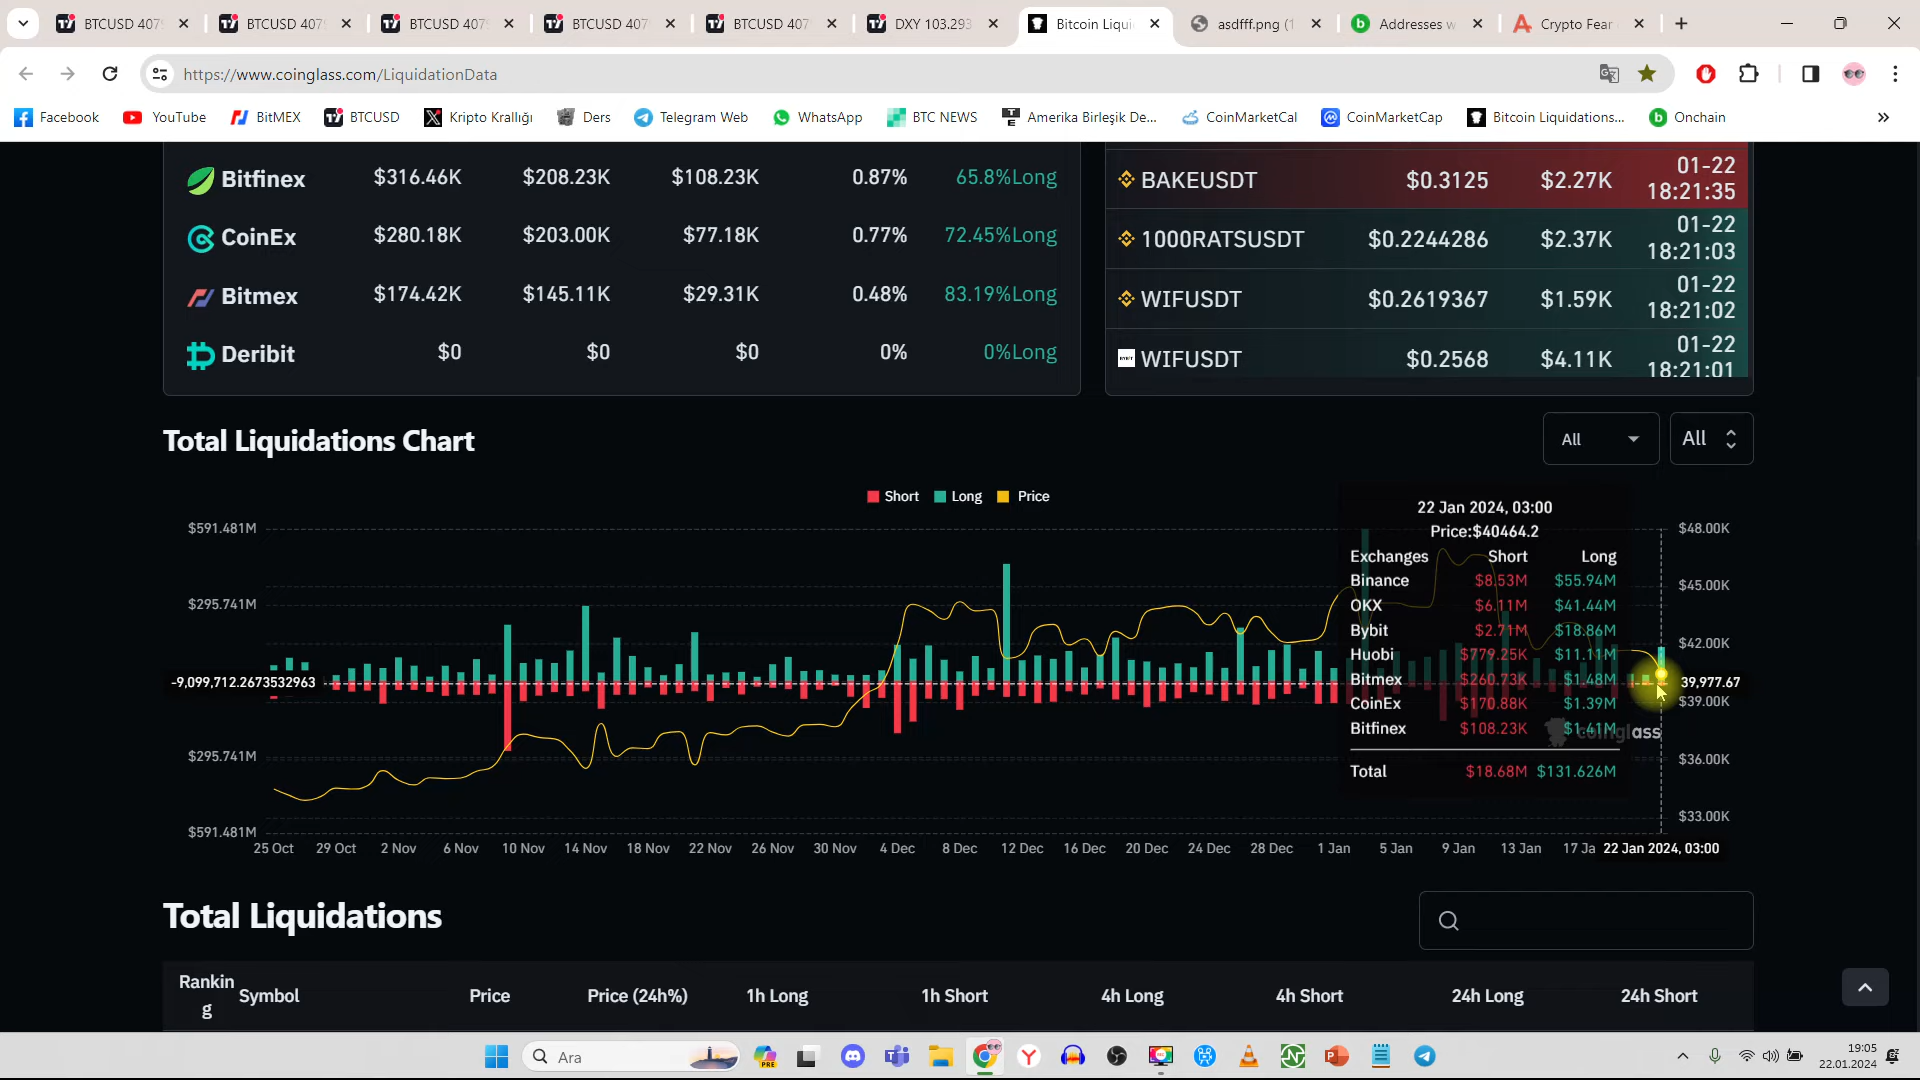 BTCUSD 407
BTCUSD 407
BTCUSD 407
BTCUSD 407
BTCUSD 407
DXY 103.293
Bitcoin Liqu
asdfff.png (1
Addresses w
Crypto Fear
https://www.coinglass.com/LiquidationData
Facebook YouTube BitMEX BTCUSD Kripto Krallığı Ders Telegram Web WhatsApp BTC NEWS Amerika Birleşik De... CoinMarketCal CoinMarketCap Bitcoin Liquidations... Onchain »
Bitfinex $316.46K $208.23K $108.23K 0.87% 65.8%Long
CoinEx $280.18K $203.00K $77.18K 0.77% 72.45%Long
Bitmex $174.42K $145.11K $29.31K 0.48% 83.19%Long
Deribit $0 $0 $0 0% 0%Long
BAKEUSDT $0.3125 $2.27K 01-22 18:21:35
1000RATSUSDT $0.2244286 $2.37K 01-22 18:21:03
WIFUSDT $0.2619367 $1.59K 01-22 18:21:02
WIFUSDT $0.2568 $4.11K 01-22 18:21:01
Total Liquidations Chart
All
All
Short Long Price
$591.481M
$295.741M
-9,099,712.2673532963
$295.741M
$591.481M
$48.00K
$45.00K
$42.00K
39,977.67
$39.00K
$36.00K
$33.00K
22 Jan 2024, 03:00
Price:$40464.2
Exchanges Short Long
Binance $8.53M $55.94M
OKX $6.11M $41.44M
Bybit $2.71M $18.86M
Huobi $779.25K $11.11M
Bitmex $260.73K $1.48M
CoinEx $170.88K $1.39M
Bitfinex $108.23K $1.41M
Total $18.68M $131.626M
coinglass
25 Oct 29 Oct 2 Nov 6 Nov 10 Nov 14 Nov 18 Nov 22 Nov 26 Nov 30 Nov 4 Dec 8 Dec 12 Dec 16 Dec 20 Dec 24 Dec 28 Dec 1 Jan 5 Jan 9 Jan 13 Jan 17 Ja 22 Jan 2024, 03:00
Total Liquidations
Rankin
g
Symbol Price Price (24h%) 1h Long 1h Short 4h Long 4h Short 24h Long 24h Short
Ara
19:05
22.01.2024